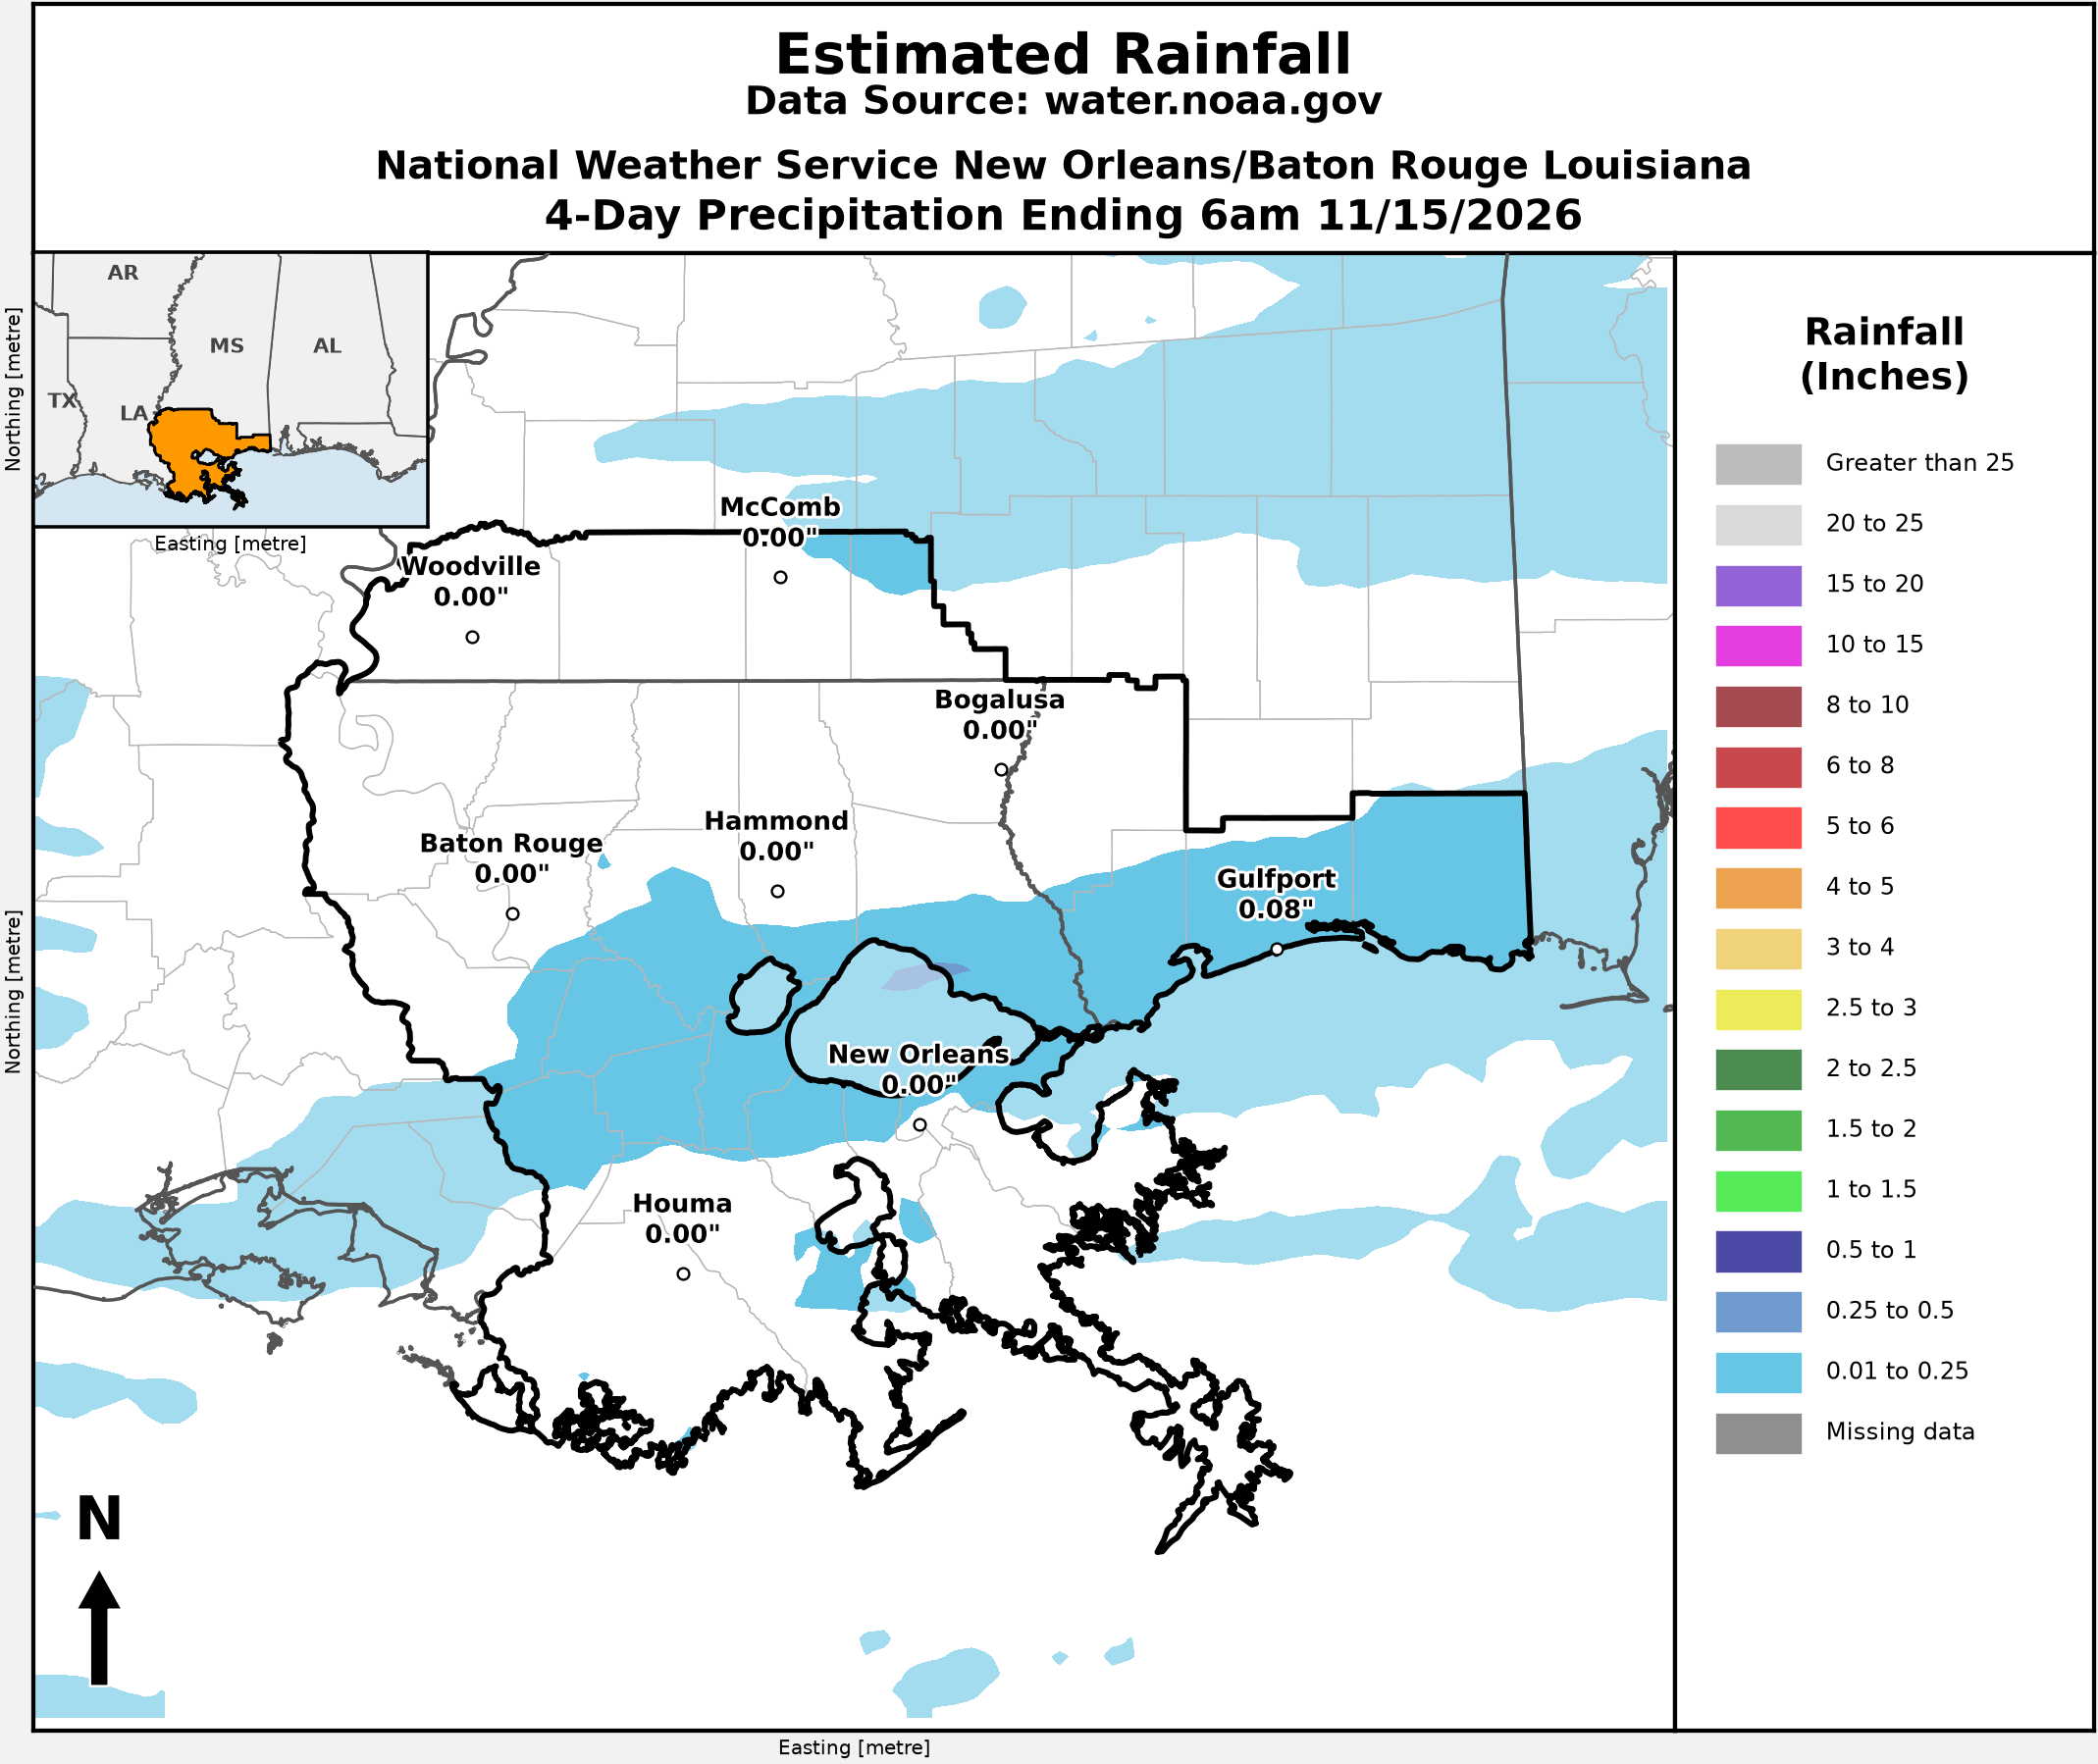 Estimated Rainfall
Data Source: water.noaa.gov
National Weather Service New Orleans/Baton Rouge Louisiana
4-Day Precipitation Ending 6am 11/15/2026
AR
MS
AL
TX
LA
Easting [metre]
Northing [metre]
Northing [metre]
McComb
0.00"
Woodville
0.00"
Bogalusa
0.00"
Hammond
0.00"
Baton Rouge
0.00"
Gulfport
0.08"
New Orleans
0.00"
Houma
0.00"
N
Easting [metre]
Rainfall
(Inches)
Greater than 25
20 to 25
15 to 20
10 to 15
8 to 10
6 to 8
5 to 6
4 to 5
3 to 4
2.5 to 3
2 to 2.5
1.5 to 2
1 to 1.5
0.5 to 1
0.25 to 0.5
0.01 to 0.25
Missing data